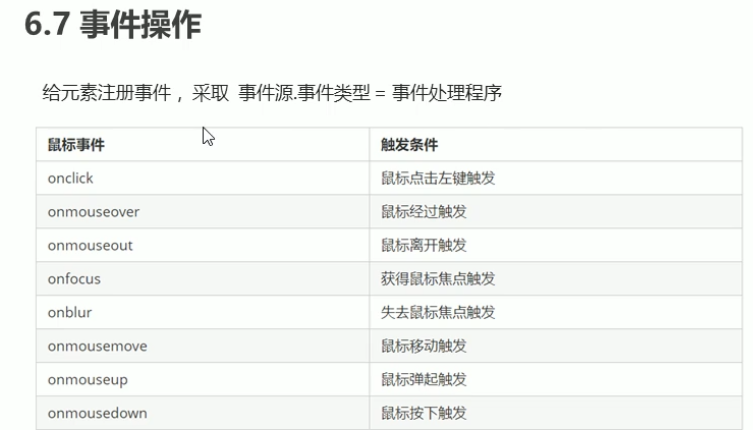 6.7 事件操作
给元素注册事件， 采取 事件源.事件类型 = 事件处理程序
鼠标事件 触发条件
onclick 鼠标点击左键触发
onmouseover 鼠标经过触发
onmouseout 鼠标离开触发
onfocus 获得鼠标焦点触发
onblur 失去鼠标焦点触发
onmousemove 鼠标移动触发
onmouseup 鼠标弹起触发
onmousedown 鼠标按下触发